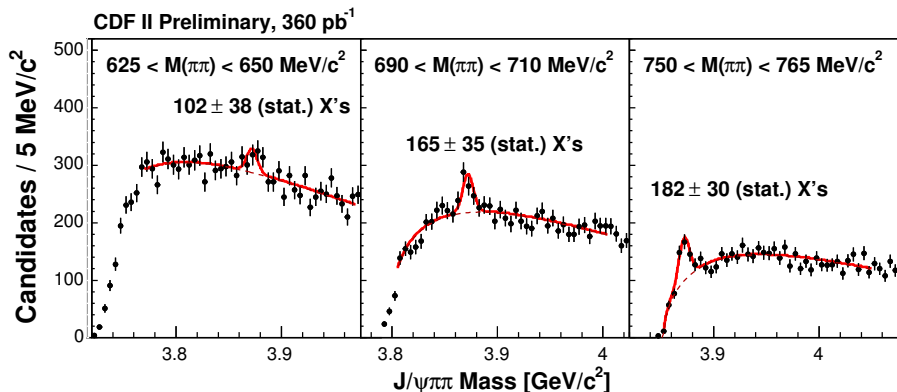 CDF II Preliminary, 360 pb⁻¹
Candidates / 5 MeV/c²
500
400
300
200
100
0
625 < M(ππ) < 650 MeV/c²
102 ± 38 (stat.) X's
690 < M(ππ) < 710 MeV/c²
165 ± 35 (stat.) X's
750 < M(ππ) < 765 MeV/c²
182 ± 30 (stat.) X's
3.8
3.9
3.8
3.9
4
3.9
4
J/ψππ Mass [GeV/c²]